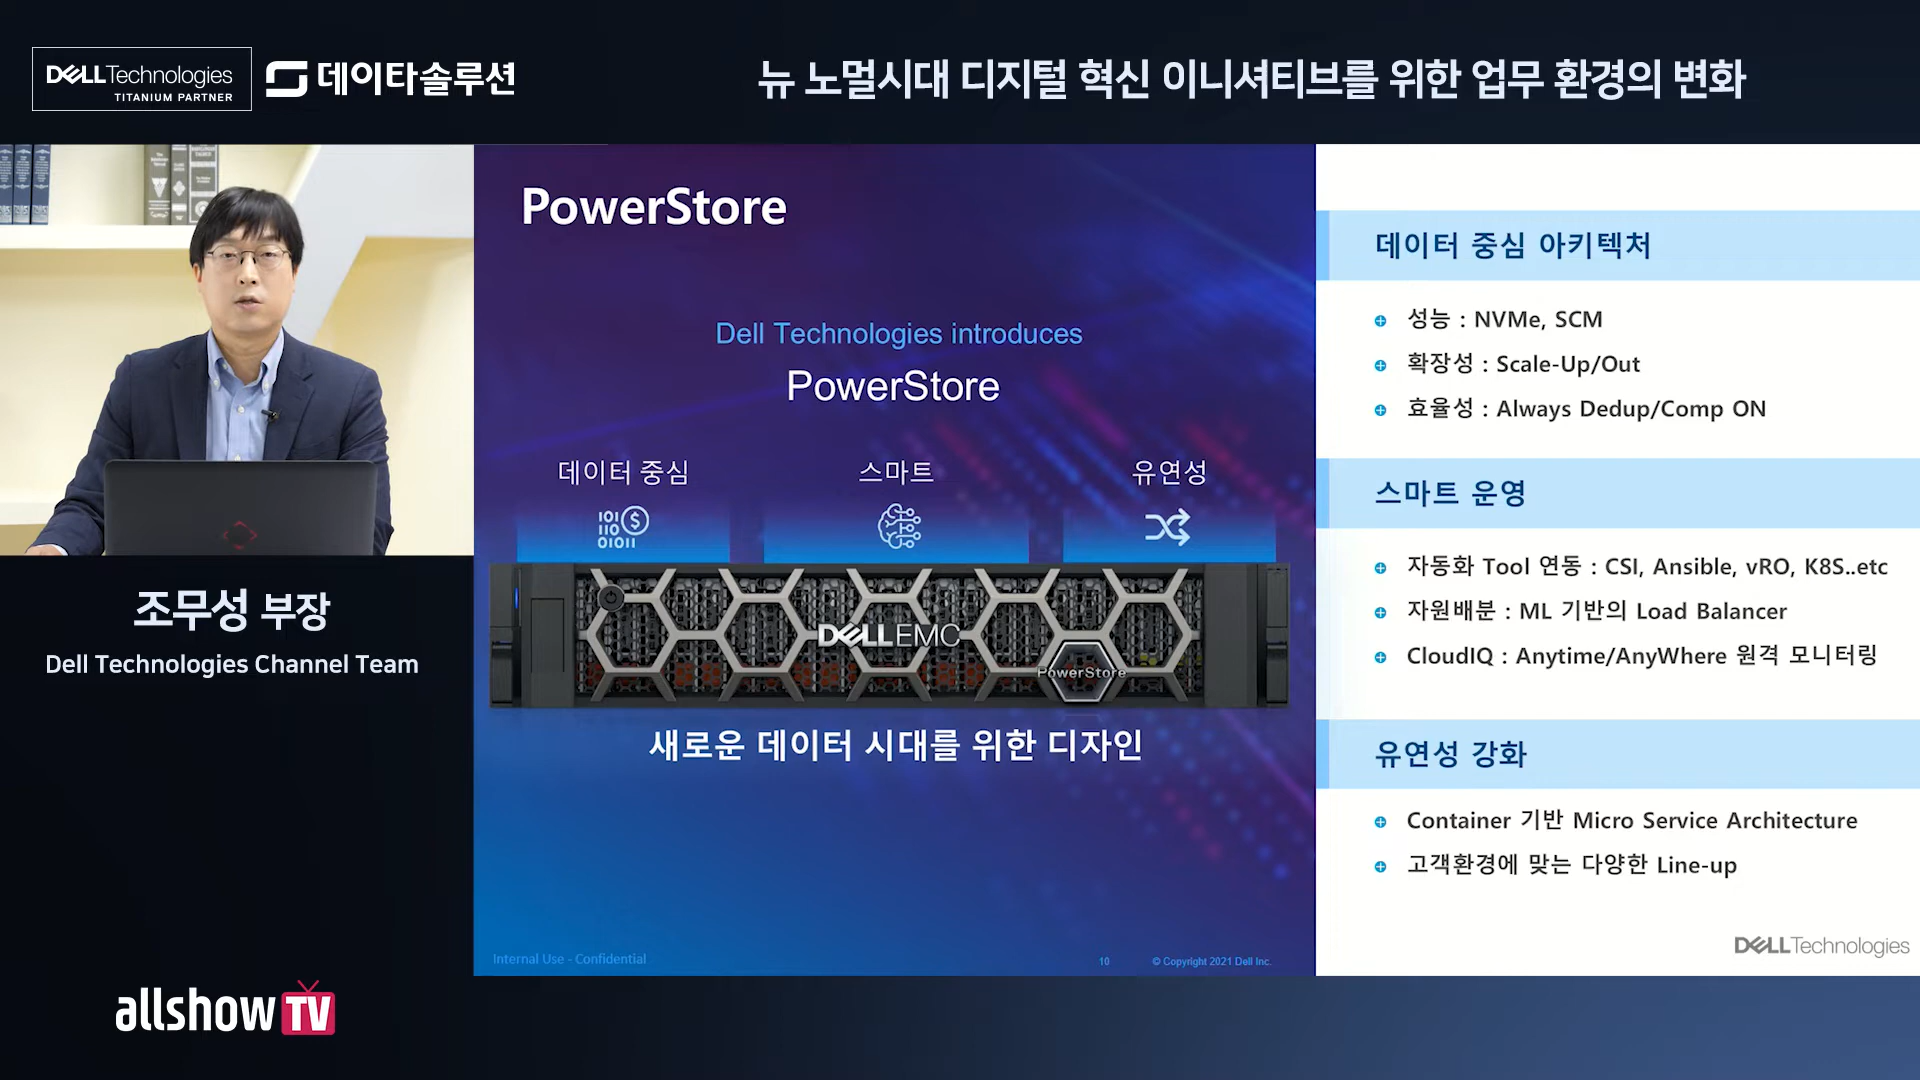 DELLTechnologies
TITANIUM PARTNER
데이타솔루션
뉴 노멀시대 디지털 혁신 이니셔티브를 위한 업무 환경의 변화
조무성 부장
Dell Technologies Channel Team
allshow TV
PowerStore
Dell Technologies introduces
PowerStore
데이터 중심
스마트
유연성
DELLEMC
PowerStore
새로운 데이터 시대를 위한 디자인
Internal Use - Confidential
10
© Copyright 2021 Dell Inc.
데이터 중심 아키텍처
성능 : NVMe, SCM
확장성 : Scale-Up/Out
효율성 : Always Dedup/Comp ON
스마트 운영
자동화 Tool 연동 : CSI, Ansible, vRO, K8S..etc
자원배분 : ML 기반의 Load Balancer
CloudIQ : Anytime/AnyWhere 원격 모니터링
유연성 강화
Container 기반 Micro Service Architecture
고객환경에 맞는 다양한 Line-up
DELLTechnologies